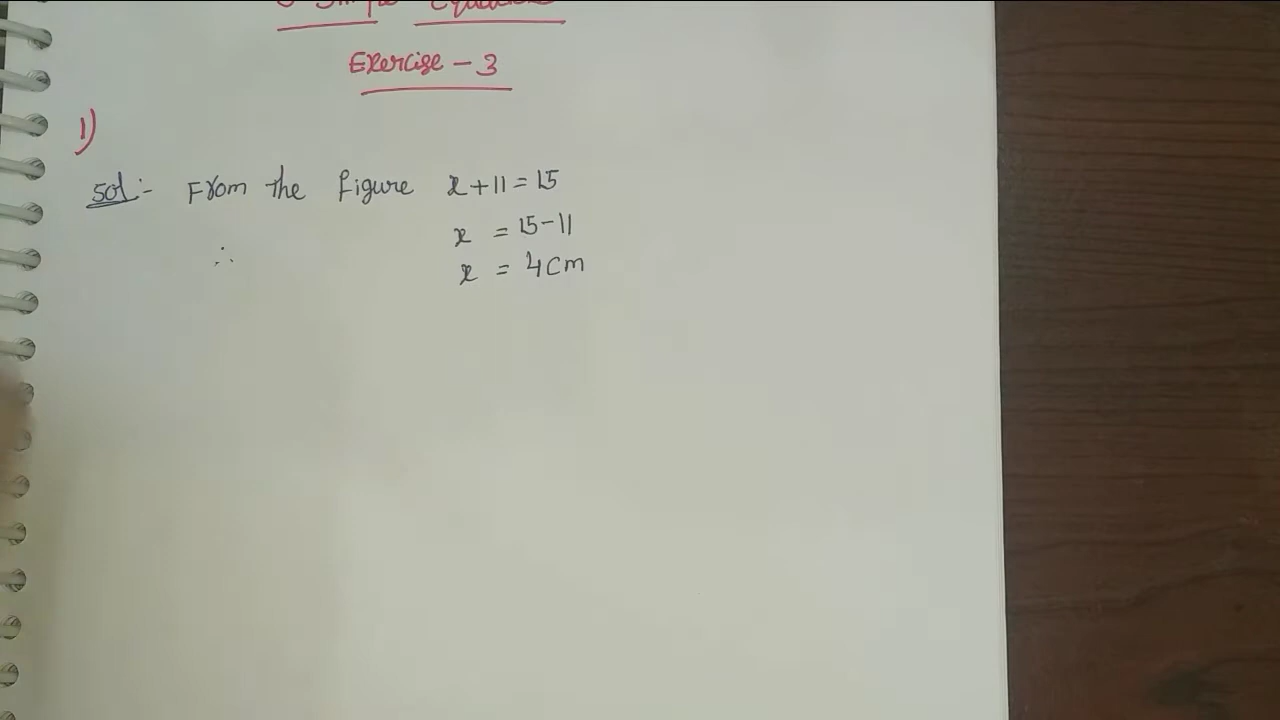 Exercise - 3
1)
Sol:- From the figure x + 11 = 15
x = 15 - 11
∴ x = 4cm